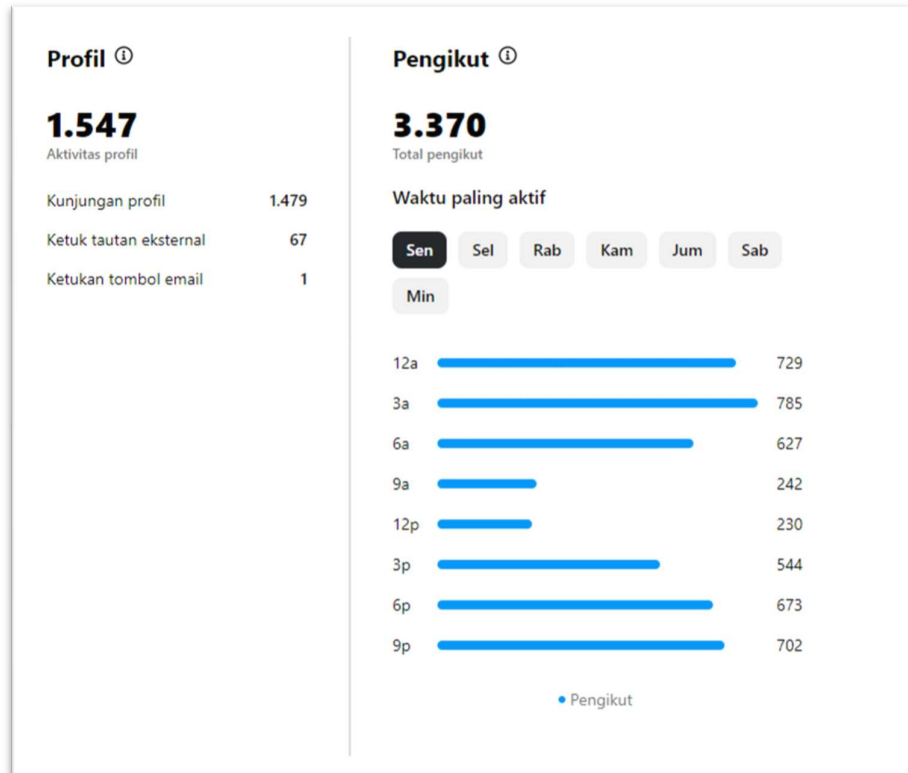 Profil
1.547
Aktivitas profil
Kunjungan profil 1.479
Ketuk tautan eksternal 67
Ketukan tombol email 1
Pengikut
3.370
Total pengikut
Waktu paling aktif
Sen Sel Rab Kam Jum Sab
Min
12a 729
3a 785
6a 627
9a 242
12p 230
3p 544
6p 673
9p 702
Pengikut